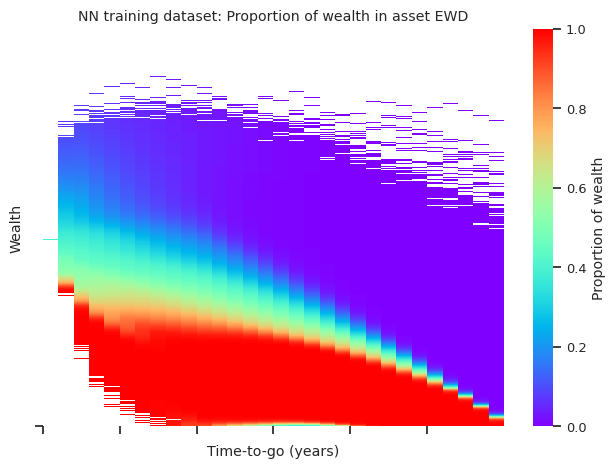 NN training dataset: Proportion of wealth in asset EWD
1.0
0.8
0.6
0.4
0.2
0.0
Proportion of wealth
Wealth
Time-to-go (years)